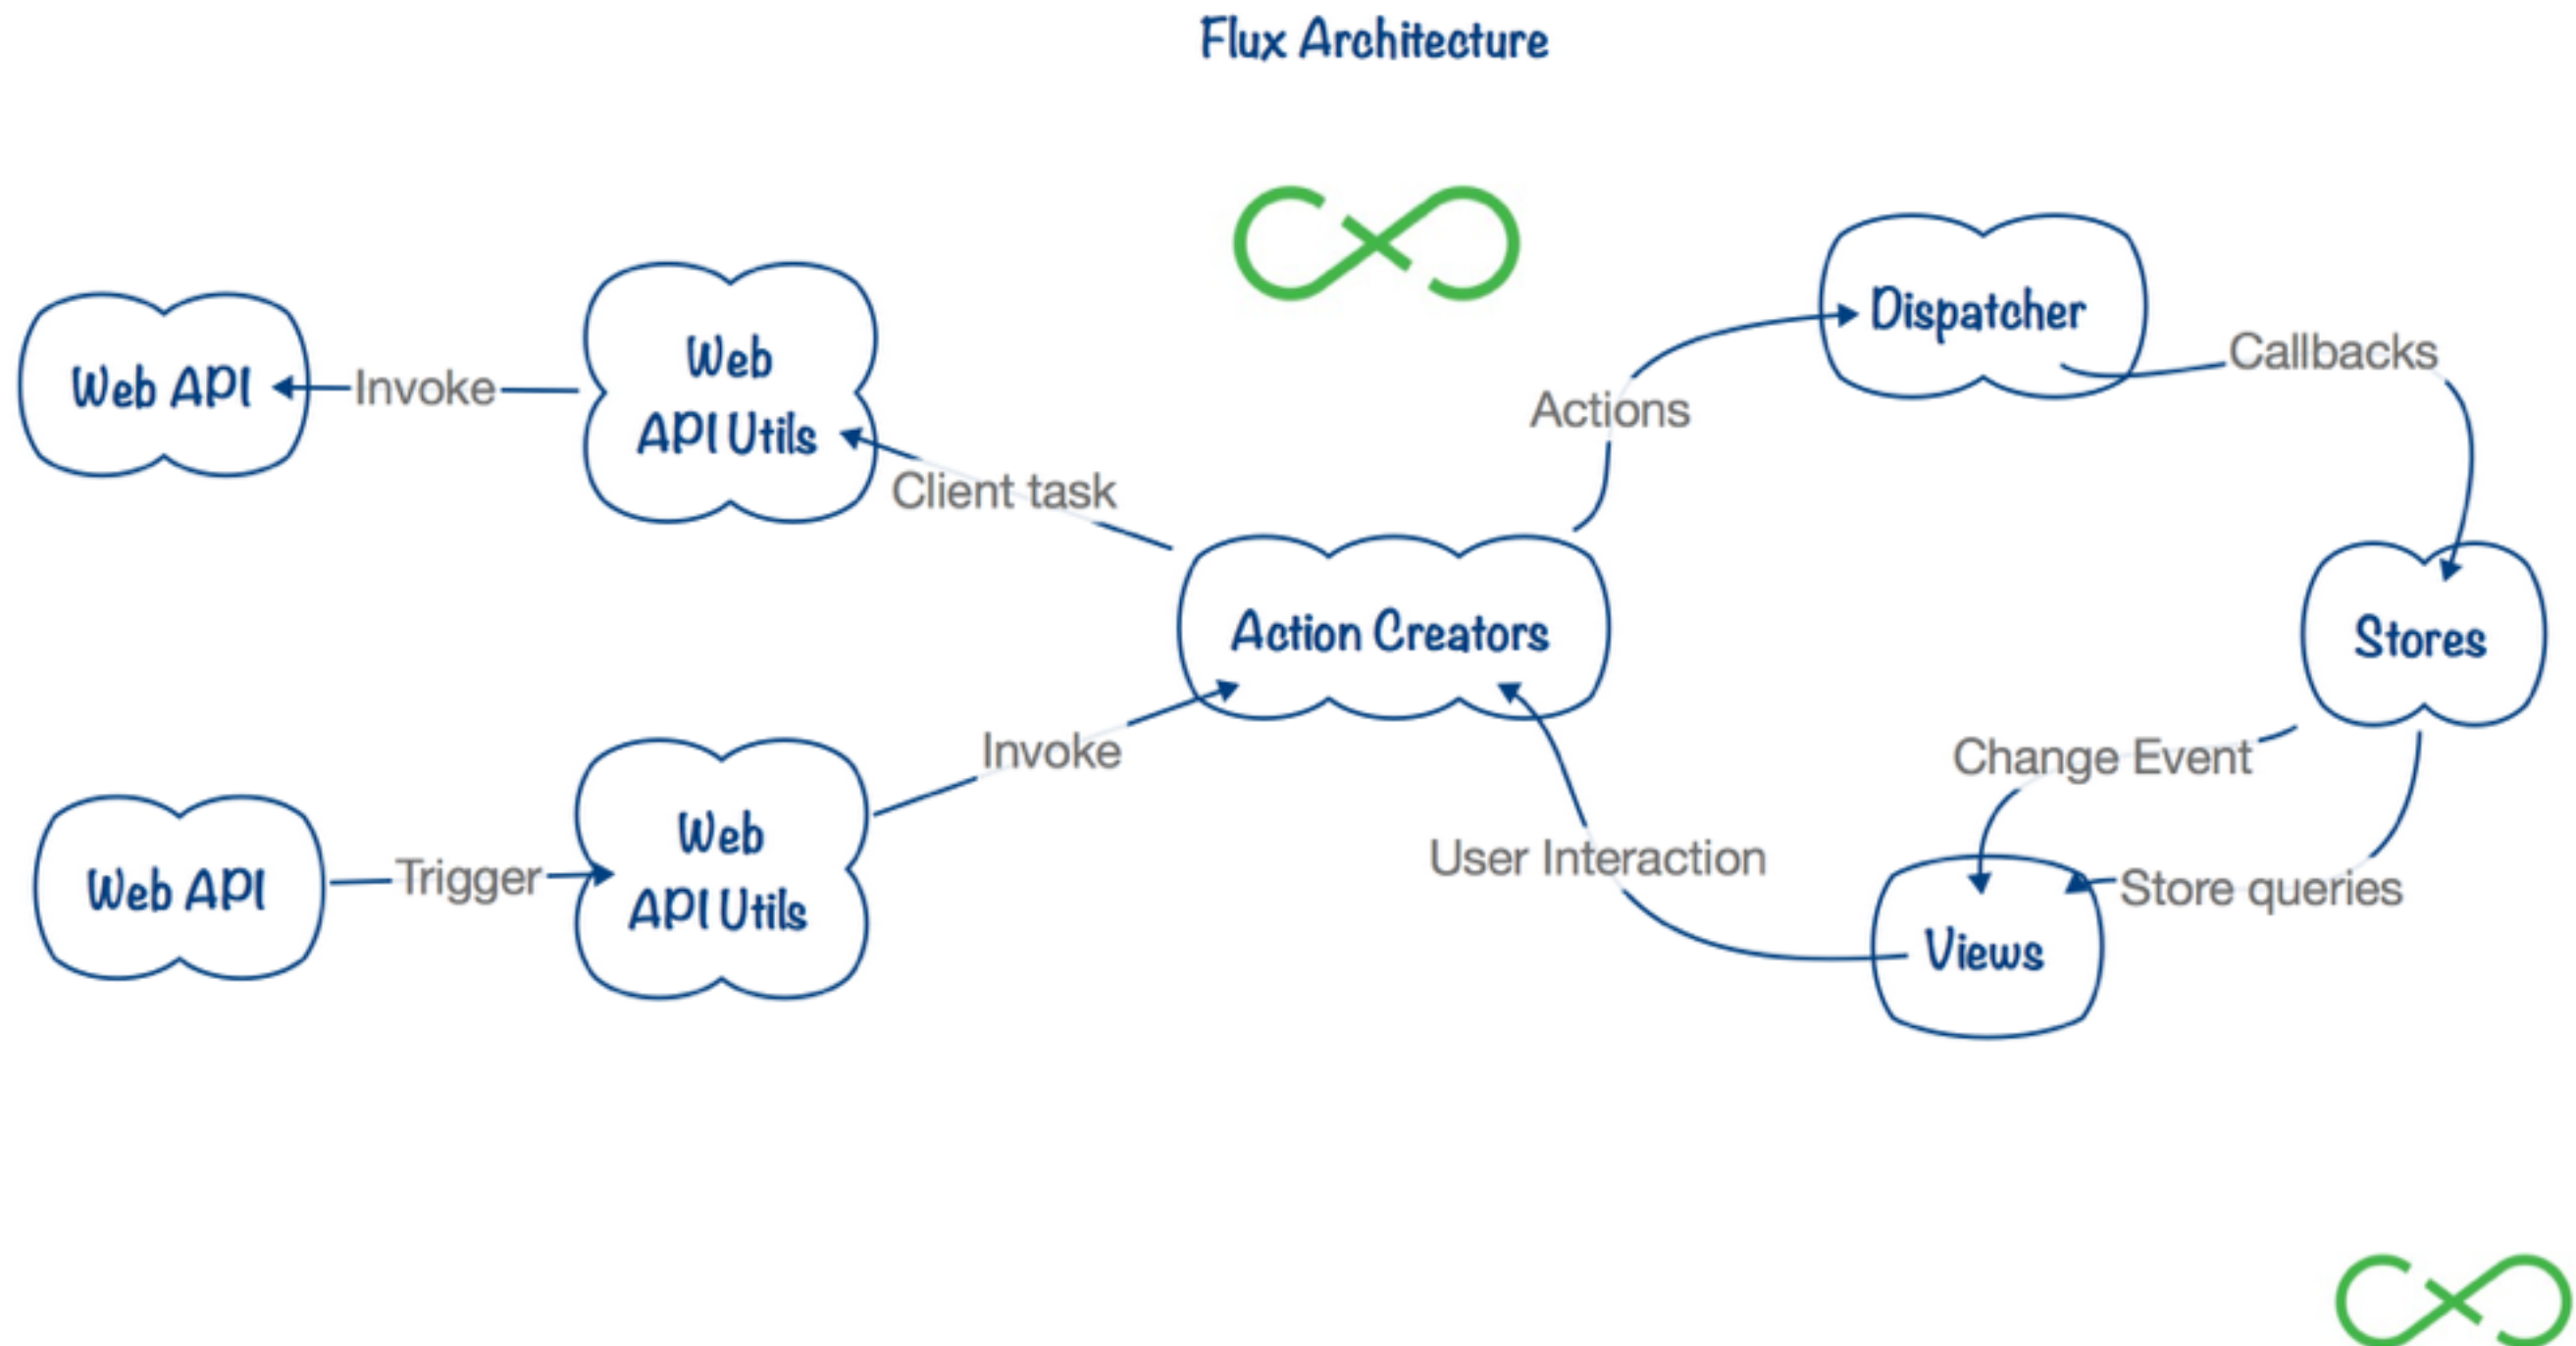 Flux Architecture
Dispatcher
Callbacks
Web
API Utils
Web API
Invoke
Actions
Client task
Action Creators
Stores
Invoke
Change Event
Web
API Utils
Web API
Trigger
User Interaction
Store queries
Views